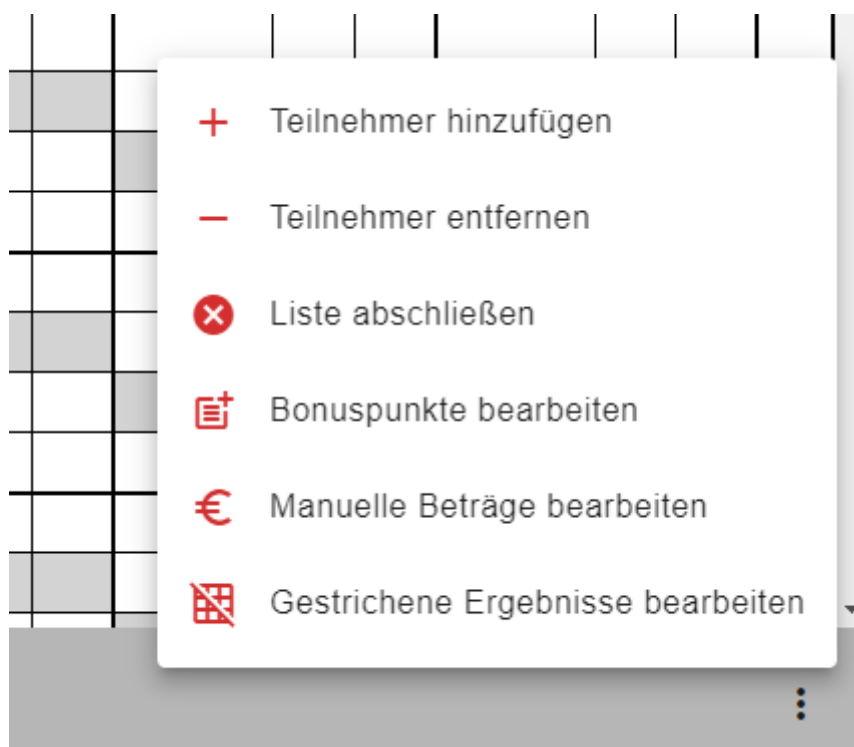 Teilnehmer hinzufügen
Teilnehmer entfernen
Liste abschließen
Bonuspunkte bearbeiten
Manuelle Beträge bearbeiten
Gestrichene Ergebnisse bearbeiten